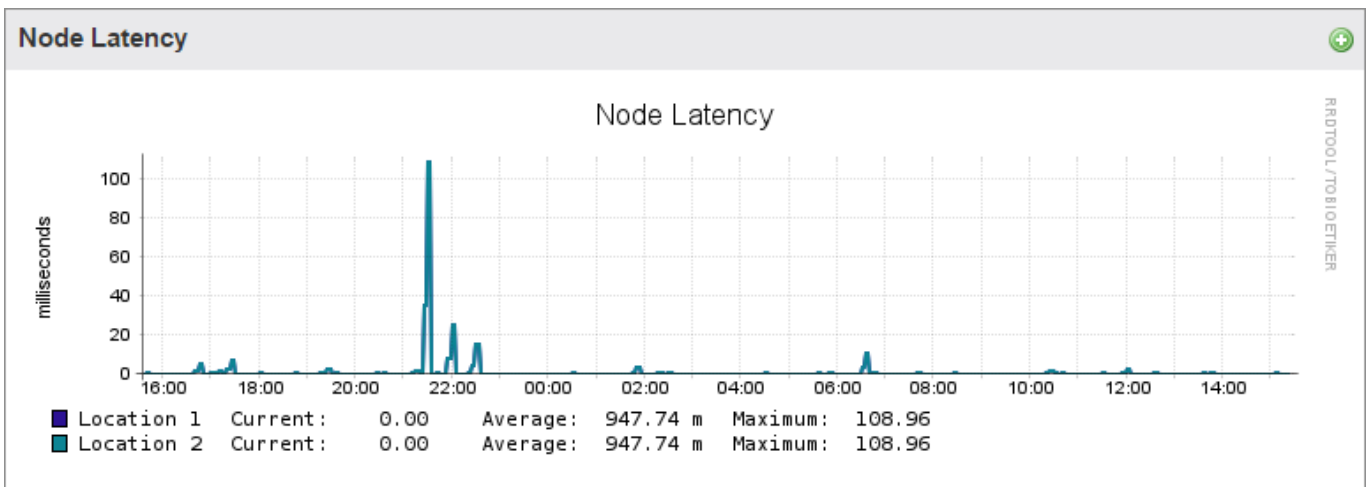 Node Latency
Node Latency
RRDTOOL / TOBI OETIKER
milliseconds
100
80
60
40
20
0
16:00 18:00 20:00 22:00 00:00 02:00 04:00 06:00 08:00 10:00 12:00 14:00
Location 1 Current: 0.00 Average: 947.74 m Maximum: 108.96
Location 2 Current: 0.00 Average: 947.74 m Maximum: 108.96